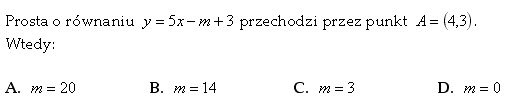 Prosta o równaniu y = 5x − m + 3 przechodzi przez punkt A = (4,3).
Wtedy:
A. m = 20 B. m = 14 C. m = 3 D. m = 0